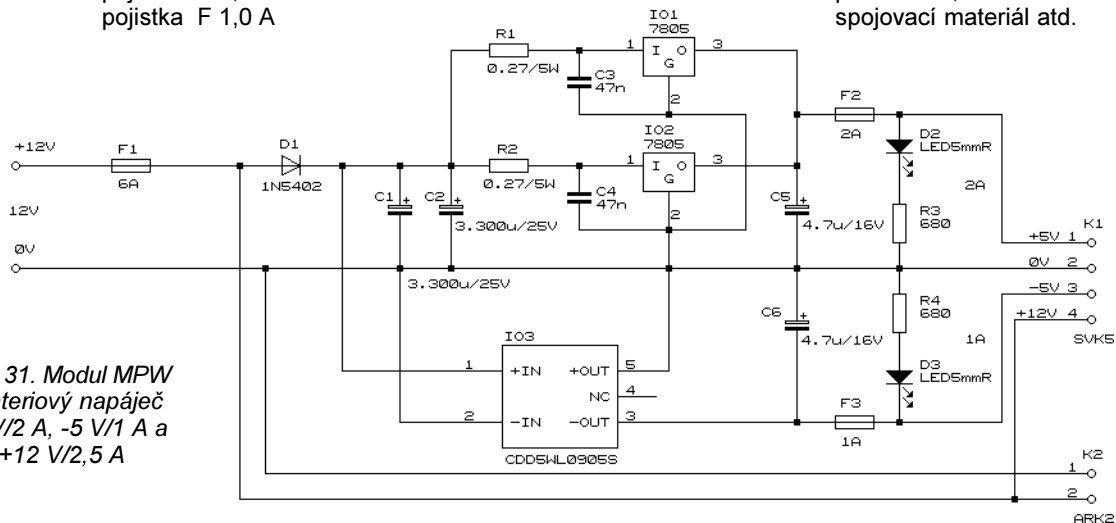 pojistka F 1,0 A
spojovací materiál atd.
IO1
7805
R1
0.27/5W
1
I O
G
3
2
C3
47n
F2
2A
D2
LED5mmR
2A
+12V
F1
6A
D1
1N5402
R2
0.27/5W
IO2
7805
1
I O
G
3
2
C4
47n
12V
C1
C2
3.300u/25V
C5
4.7u/16V
R3
680
K1
+5V 1
0V
0V 2
3.300u/25V
-5V 3
C6
4.7u/16V
R4
680
+12V 4
1A
SVK5
IO3
1
+IN
+OUT
5
NC
4
2
-IN
-OUT
3
CDD5WL0905S
D3
LED5mmR
F3
1A
31. Modul MPW
teriový napáječ
//2 A, -5 V/1 A a
+12 V/2,5 A
K2
1
2
ARK2